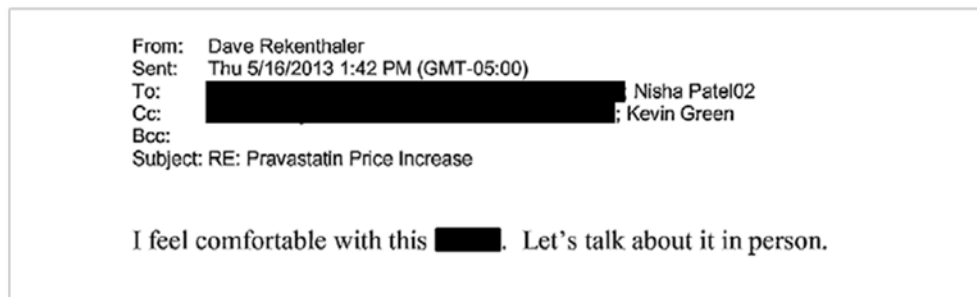 From: Dave Rekenthaler
Sent: Thu 5/16/2013 1:42 PM (GMT-05:00)
To: ; Nisha Patel02
Cc: ; Kevin Green
Bcc:
Subject: RE: Pravastatin Price Increase
I feel comfortable with this . Let's talk about it in person.